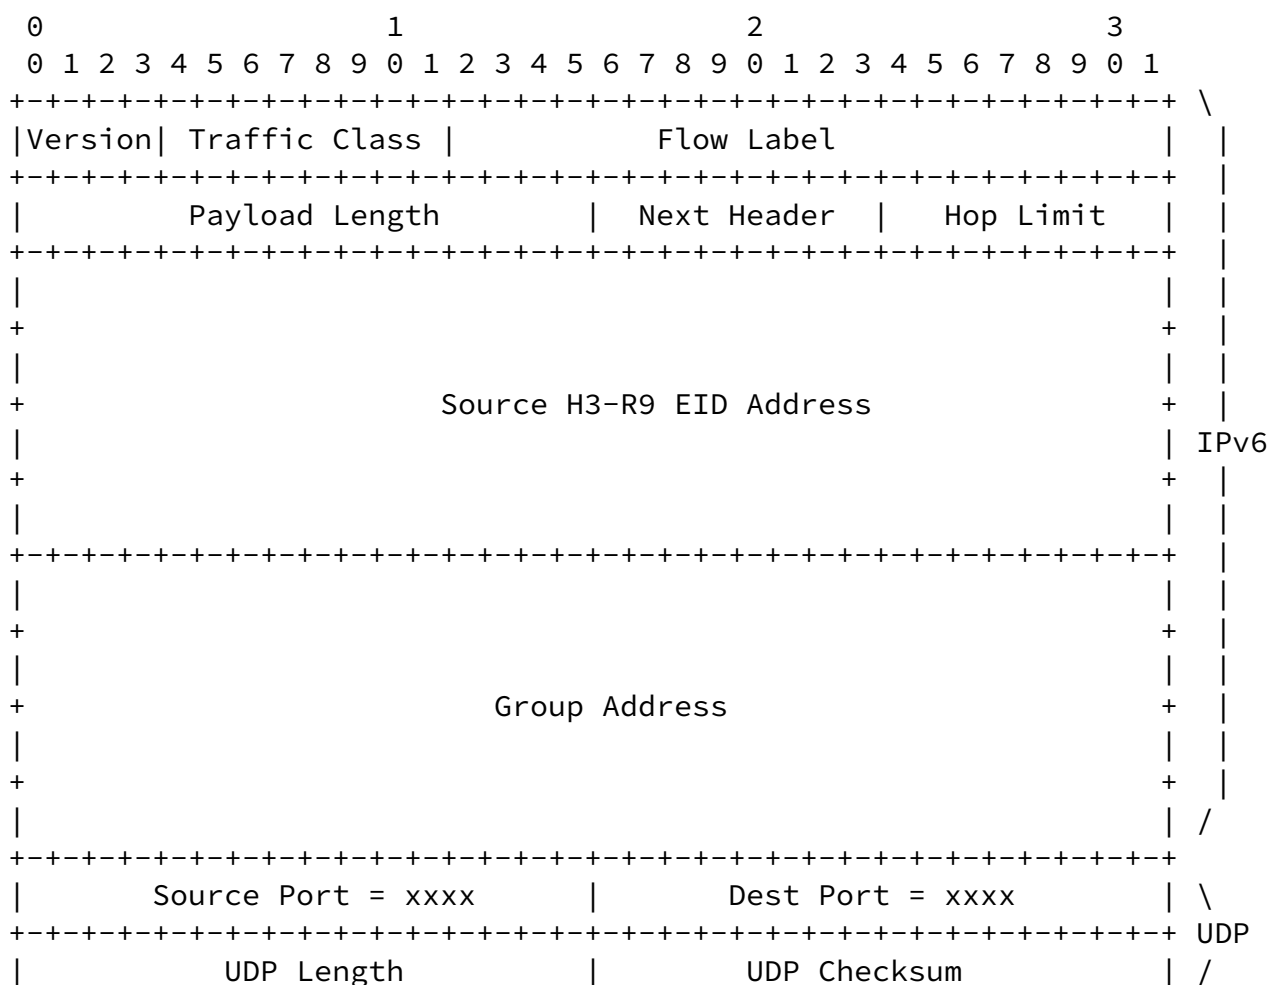 0                   1                   2                   3
 0 1 2 3 4 5 6 7 8 9 0 1 2 3 4 5 6 7 8 9 0 1 2 3 4 5 6 7 8 9 0 1
+-+-+-+-+-+-+-+-+-+-+-+-+-+-+-+-+-+-+-+-+-+-+-+-+-+-+-+-+-+-+-+-+ \
|Version| Traffic Class |           Flow Label                  |  |
+-+-+-+-+-+-+-+-+-+-+-+-+-+-+-+-+-+-+-+-+-+-+-+-+-+-+-+-+-+-+-+-+  |
|         Payload Length        |  Next Header  |   Hop Limit   |  |
+-+-+-+-+-+-+-+-+-+-+-+-+-+-+-+-+-+-+-+-+-+-+-+-+-+-+-+-+-+-+-+-+  |
|                                                               |  |
+                                                               +  |
|                                                               |  |
+                       Source H3-R9 EID Address                +  |
|                                                               | IPv6
+                                                               +  |
|                                                               |  |
+-+-+-+-+-+-+-+-+-+-+-+-+-+-+-+-+-+-+-+-+-+-+-+-+-+-+-+-+-+-+-+-+  |
|                                                               |  |
+                                                               +  |
|                                                               |  |
+                          Group Address                        +  |
|                                                               |  |
+                                                               +  |
|                                                               | /
+-+-+-+-+-+-+-+-+-+-+-+-+-+-+-+-+-+-+-+-+-+-+-+-+-+-+-+-+-+-+-+-+
|       Source Port = xxxx      |       Dest Port = xxxx        | \
+-+-+-+-+-+-+-+-+-+-+-+-+-+-+-+-+-+-+-+-+-+-+-+-+-+-+-+-+-+-+-+-+ UDP
|           UDP Length          |        UDP Checksum           | /